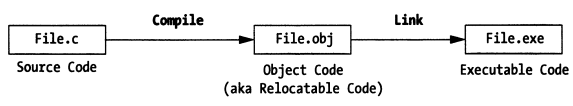 Compile
Link
File.c
File.obj
File.exe
Source Code
Object Code
Executable Code
(aka Relocatable Code)